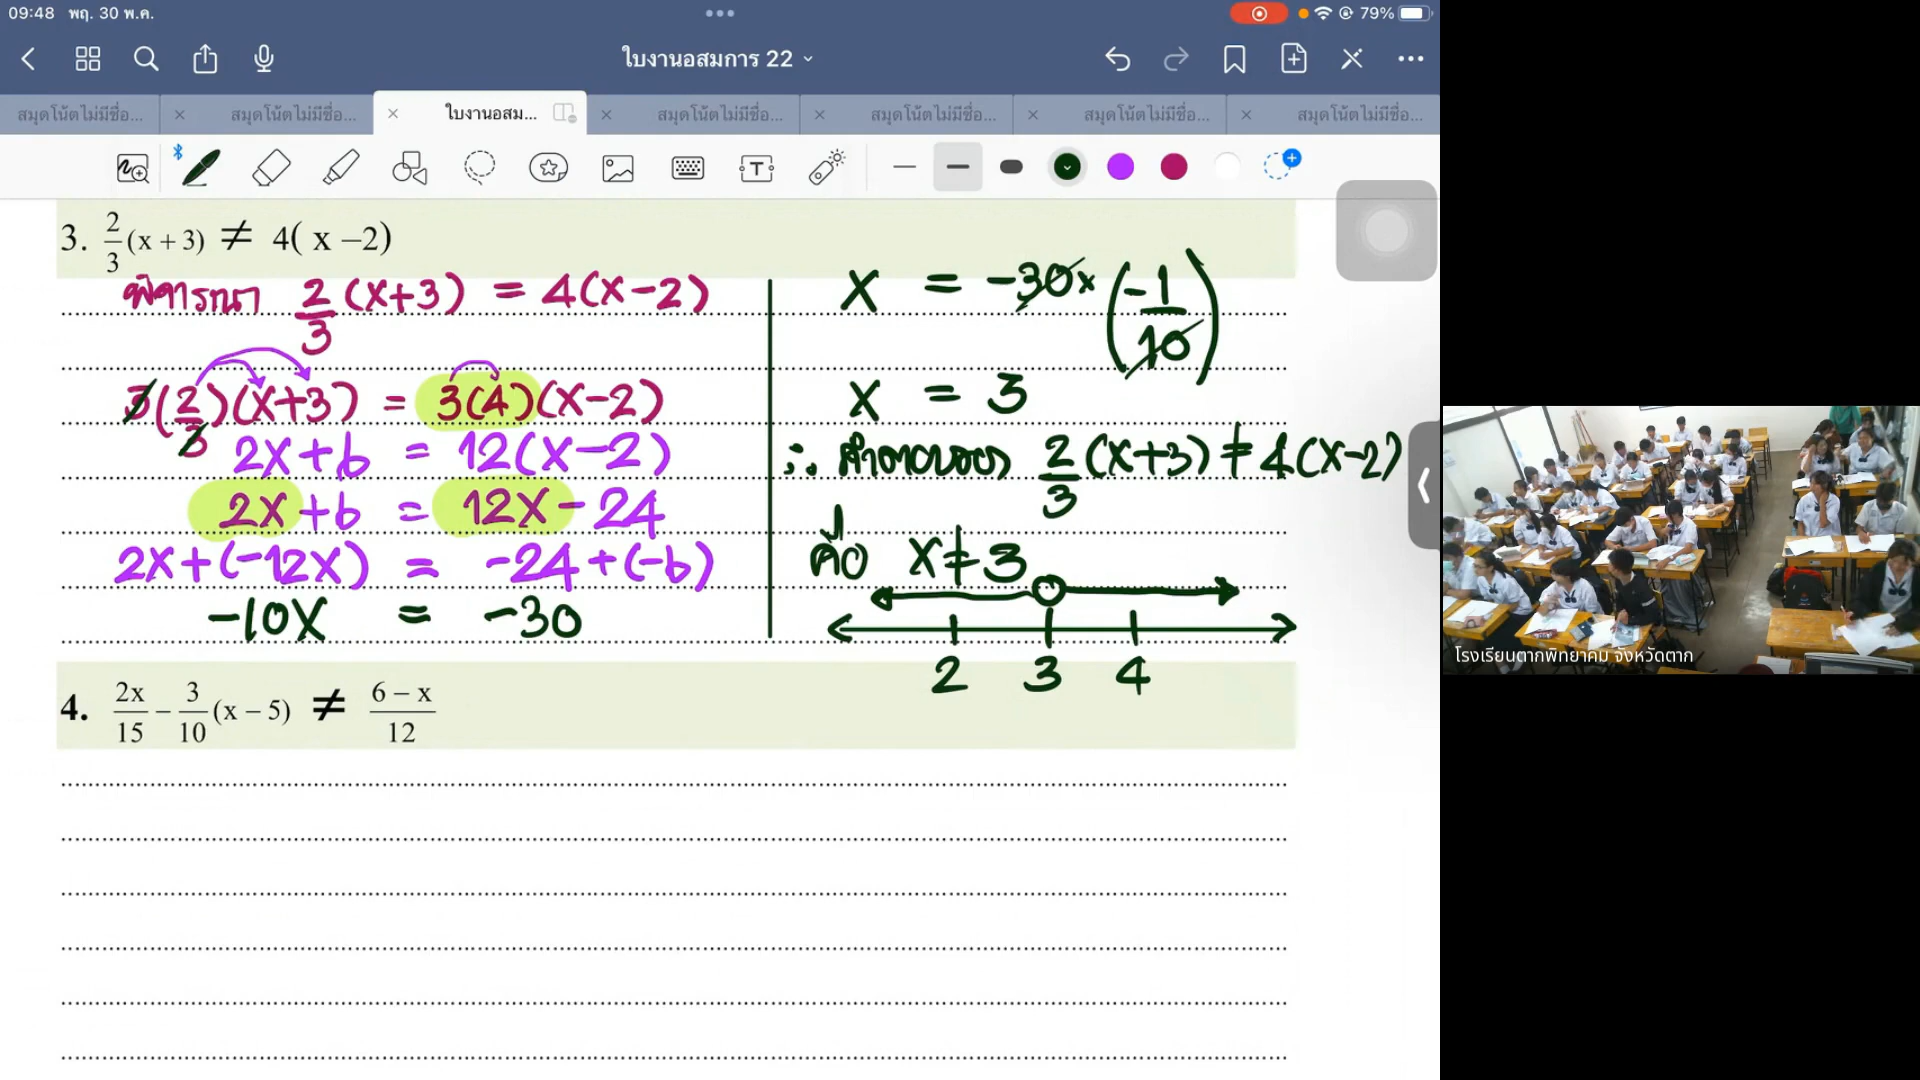 09:48 พฤ. 30 พ.ค.
79%
ใบงานอสมการ 22
สมุดโน้ตไม่มีชื่อ... สมุดโน้ตไม่มีชื่อ... ใบงานอสม... สมุดโน้ตไม่มีชื่อ... สมุดโน้ตไม่มีชื่อ... สมุดโน้ตไม่มีชื่อ... สมุดโน้ตไม่มีชื่อ...
3. 2/3 (x + 3) ≠ 4( x –2)
พิจารณา 2/3 (x+3) = 4(x-2)
3(2/3)(x+3) = 3(4)(x-2)
2x+6 = 12(x-2)
2x+6 = 12x-24
2x+(-12x) = -24+(-6)
-10x = -30
x = -30x(-1/10)
x = 3
∴ คำตอบของ 2/3 (x+3) ≠ 4(x-2)
คือ x≠3
2 3 4
4. 2x/15 – 3/10 (x – 5) ≠ 6 – x/12
โรงเรียนตากพิทยาคม จังหวัดตาก